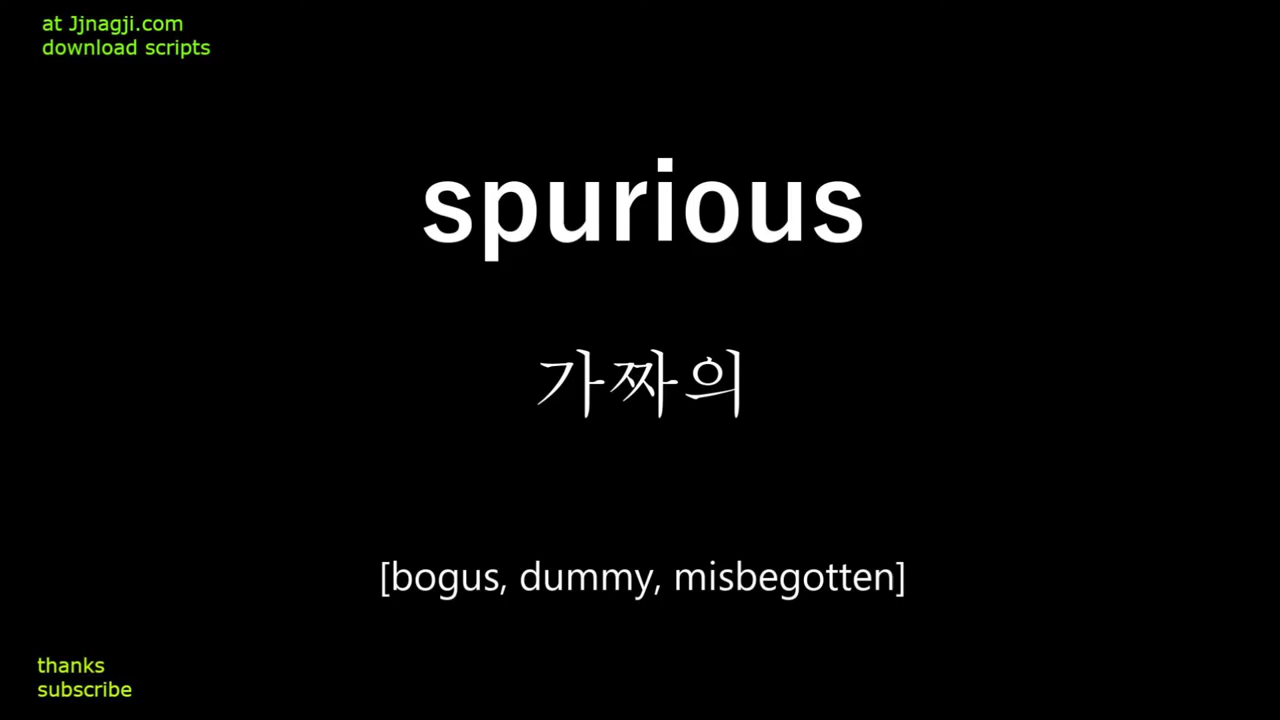 at Jjnagji.com
download scripts
spurious
가짜의
[bogus, dummy, misbegotten]
thanks
subscribe